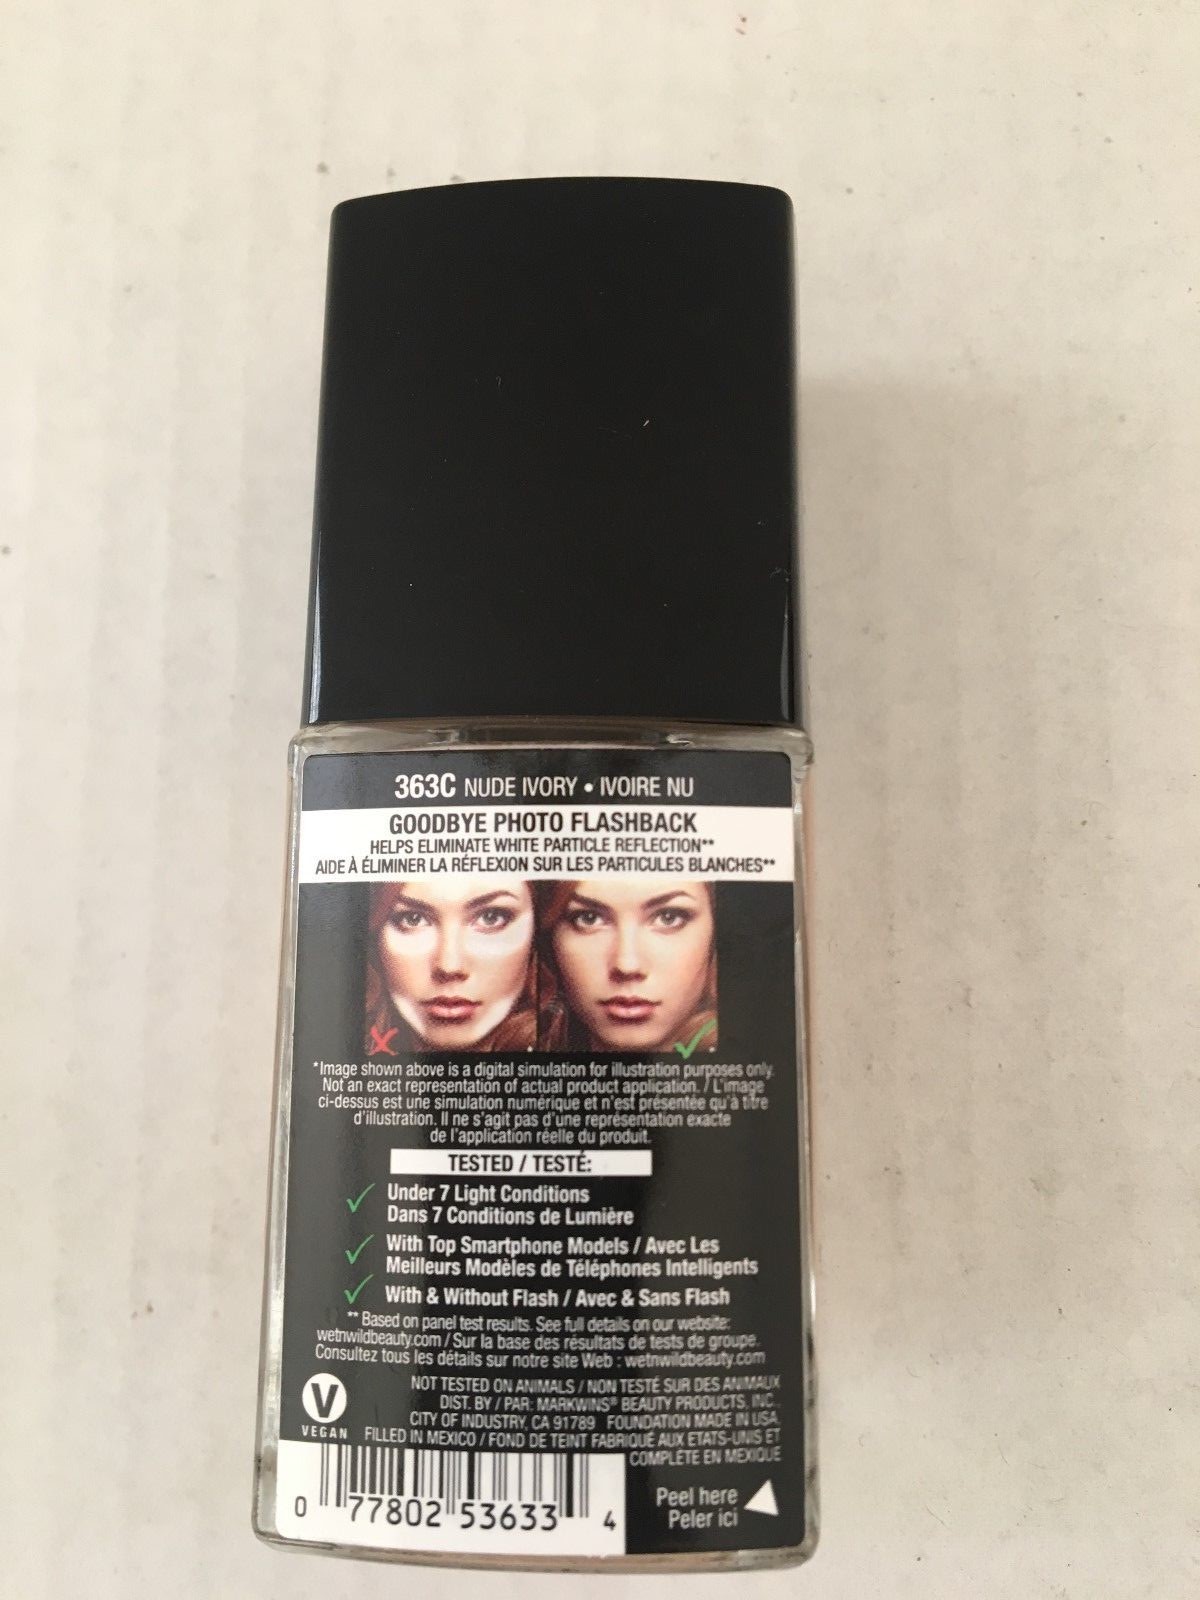 363C NUDE IVORY • IVOIRE NU
GOODBYE PHOTO FLASHBACK
HELPS ELIMINATE WHITE PARTICLE REFLECTION**
AIDE À ÉLIMINER LA RÉFLEXION SUR LES PARTICULES BLANCHES**
*Image shown above is a digital simulation for illustration purposes only.
Not an exact representation of actual product application. / L'image
ci-dessus est une simulation numérique et n'est présentée qu'à titre
d'illustration. Il ne s'agit pas d'une représentation exacte
de l'application réelle du produit.
TESTED / TESTÉ:
Under 7 Light Conditions
Dans 7 Conditions de Lumière
With Top Smartphone Models / Avec Les
Meilleurs Modèles de Téléphones Intelligents
With & Without Flash / Avec & Sans Flash
** Based on panel test results. See full details on our website:
wetnwildbeauty.com / Sur la base des résultats de tests de groupe.
Consultez tous les détails sur notre site Web : wetnwildbeauty.com
NOT TESTED ON ANIMALS / NON TESTÉ SUR DES ANIMAUX
DIST. BY / PAR: MARKWINS® BEAUTY PRODUCTS, INC.,
CITY OF INDUSTRY, CA 91789 FOUNDATION MADE IN USA,
FILLED IN MEXICO / FOND DE TEINT FABRIQUÉ AUX ETATS-UNIS ET
COMPLÉTÉ EN MEXIQUE
V
VEGAN
0 77802 53633 4
Peel here
Peler ici